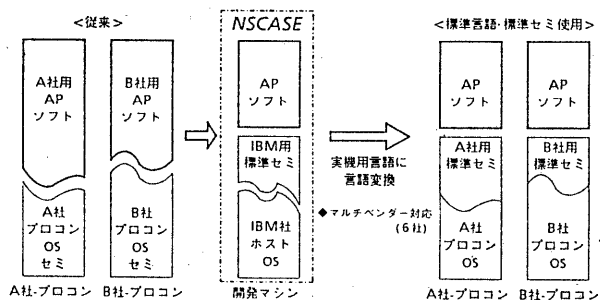 <従来>
A社用
AP
ソフト
A社
プロコン
OS
セミ
A社-プロコン
B社用
AP
ソフト
B社
プロコン
OS
セミ
B社-プロコン
NSCASE
AP
ソフト
IBM用
標準セミ
IBM社
ホスト
OS
開発マシン
実機用言語に
言語変換
◆マルチベンダー対応
(6社)
<標準言語・標準セミ使用>
AP
ソフト
A社用
標準セミ
A社
プロコン
OS
A社-プロコン
AP
ソフト
B社用
標準セミ
B社
プロコン
OS
B社-プロコン